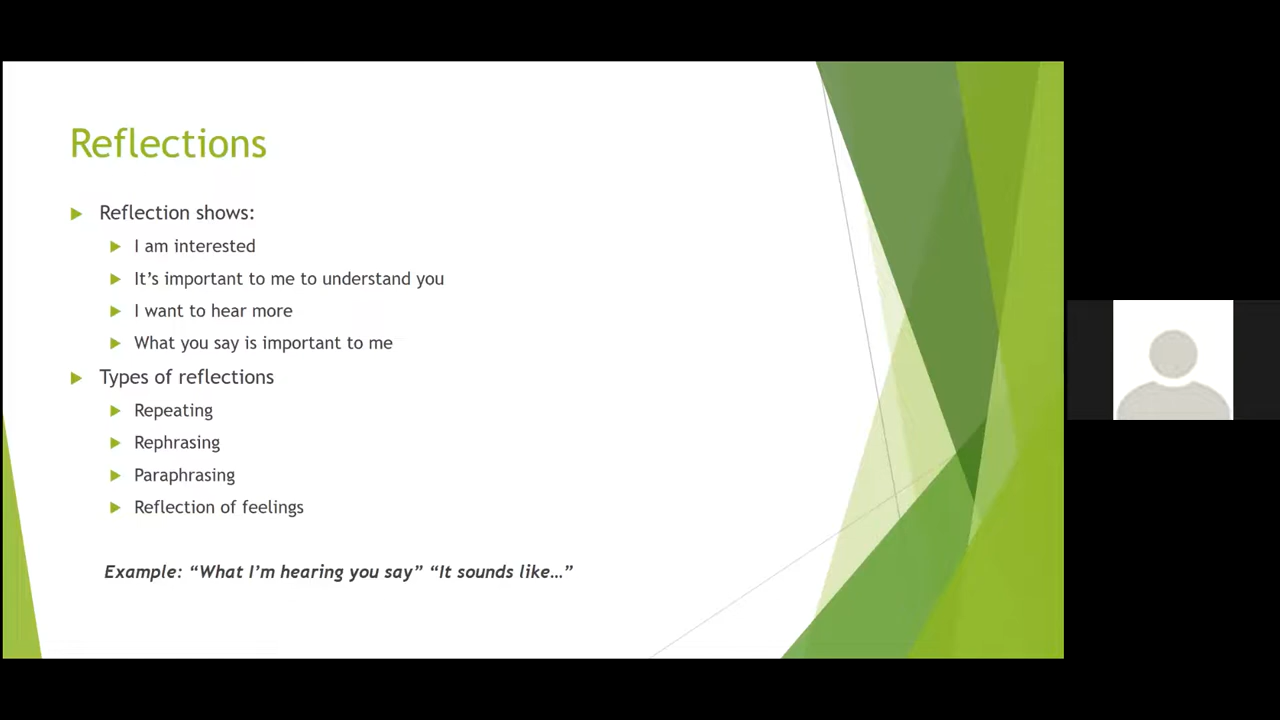 Reflections
Reflection shows:
I am interested
It’s important to me to understand you
I want to hear more
What you say is important to me
Types of reflections
Repeating
Rephrasing
Paraphrasing
Reflection of feelings
Example: “What I’m hearing you say” “It sounds like…”